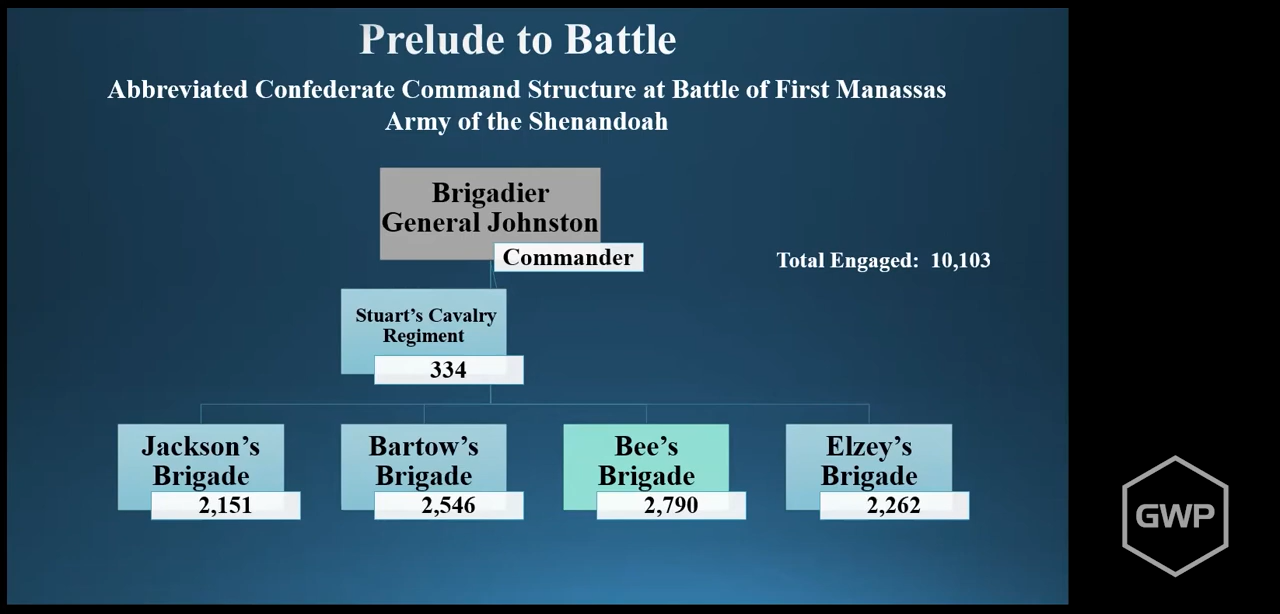 Prelude to Battle
Abbreviated Confederate Command Structure at Battle of First Manassas
Army of the Shenandoah
Brigadier
General Johnston
Commander
Total Engaged: 10,103
Stuart's Cavalry
Regiment
334
Jackson's
Brigade
2,151
Bartow's
Brigade
2,546
Bee's
Brigade
2,790
Elzey's
Brigade
2,262
GWP